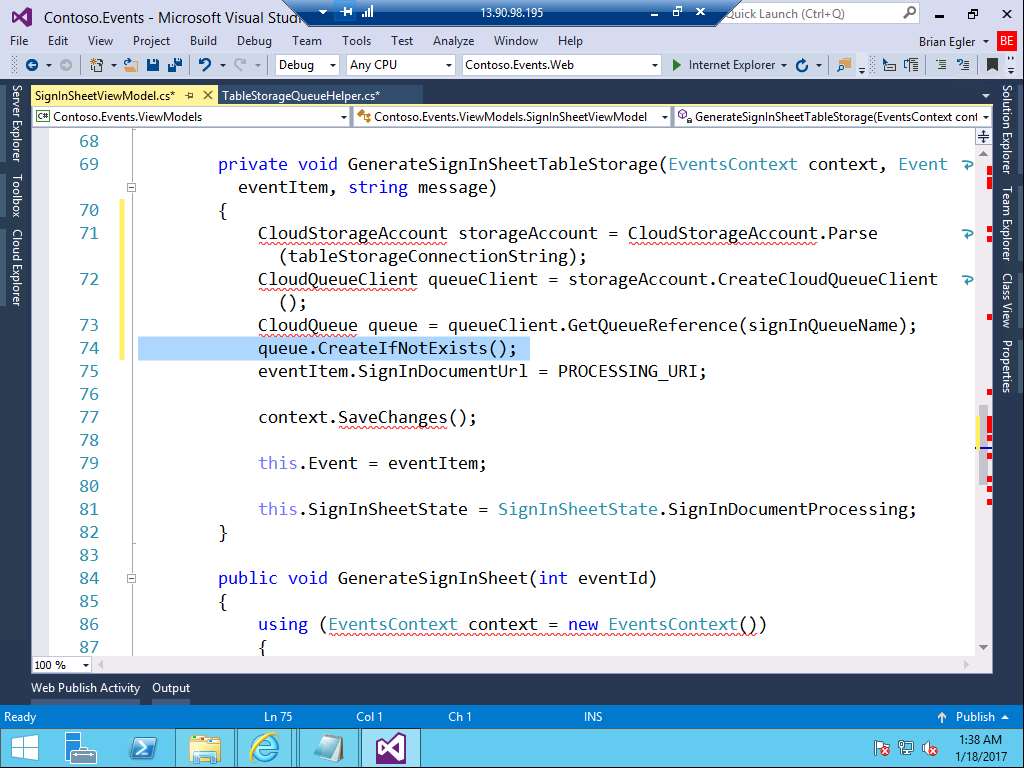 Contoso.Events - Microsoft Visual Studi
13.90.98.195
Quick Launch (Ctrl+Q)
File Edit View Project Build Debug Team Tools Test Analyze Window Help
Brian Egler
BE
Debug
Any CPU
Contoso.Events.Web
Internet Explorer
SignInSheetViewModel.cs*
TableStorageQueueHelper.cs*
Contoso.Events.ViewModels
Contoso.Events.ViewModels.SignInSheetViewModel
GenerateSignInSheetTableStorage(EventsContext cont
Server Explorer
Toolbox
Cloud Explorer
68
69 private void GenerateSignInSheetTableStorage(EventsContext context, Event
eventItem, string message)
70 {
71 CloudStorageAccount storageAccount = CloudStorageAccount.Parse
(tableStorageConnectionString);
72 CloudQueueClient queueClient = storageAccount.CreateCloudQueueClient
();
73 CloudQueue queue = queueClient.GetQueueReference(signInQueueName);
74 queue.CreateIfNotExists();
75 eventItem.SignInDocumentUrl = PROCESSING_URI;
76
77 context.SaveChanges();
78
79 this.Event = eventItem;
80
81 this.SignInSheetState = SignInSheetState.SignInDocumentProcessing;
82 }
83
84 public void GenerateSignInSheet(int eventId)
85 {
86 using (EventsContext context = new EventsContext())
87 {
Solution Explorer
Team Explorer
Class View
Properties
100 %
Web Publish Activity Output
Ready
Ln 75
Col 1
Ch 1
INS
Publish
1:38 AM
1/18/2017